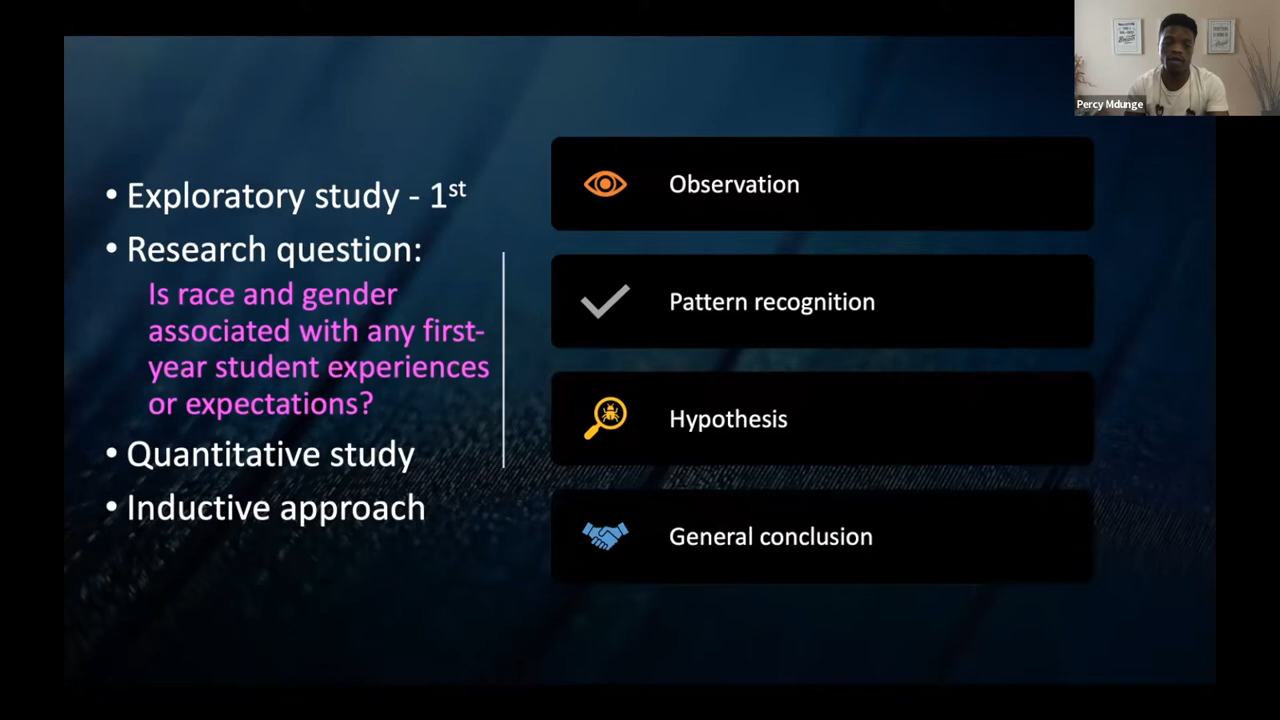 Percy Mdunge
• Exploratory study - 1st
• Research question:
Is race and gender
associated with any first-
year student experiences
or expectations?
• Quantitative study
• Inductive approach
Observation
Pattern recognition
Hypothesis
General conclusion